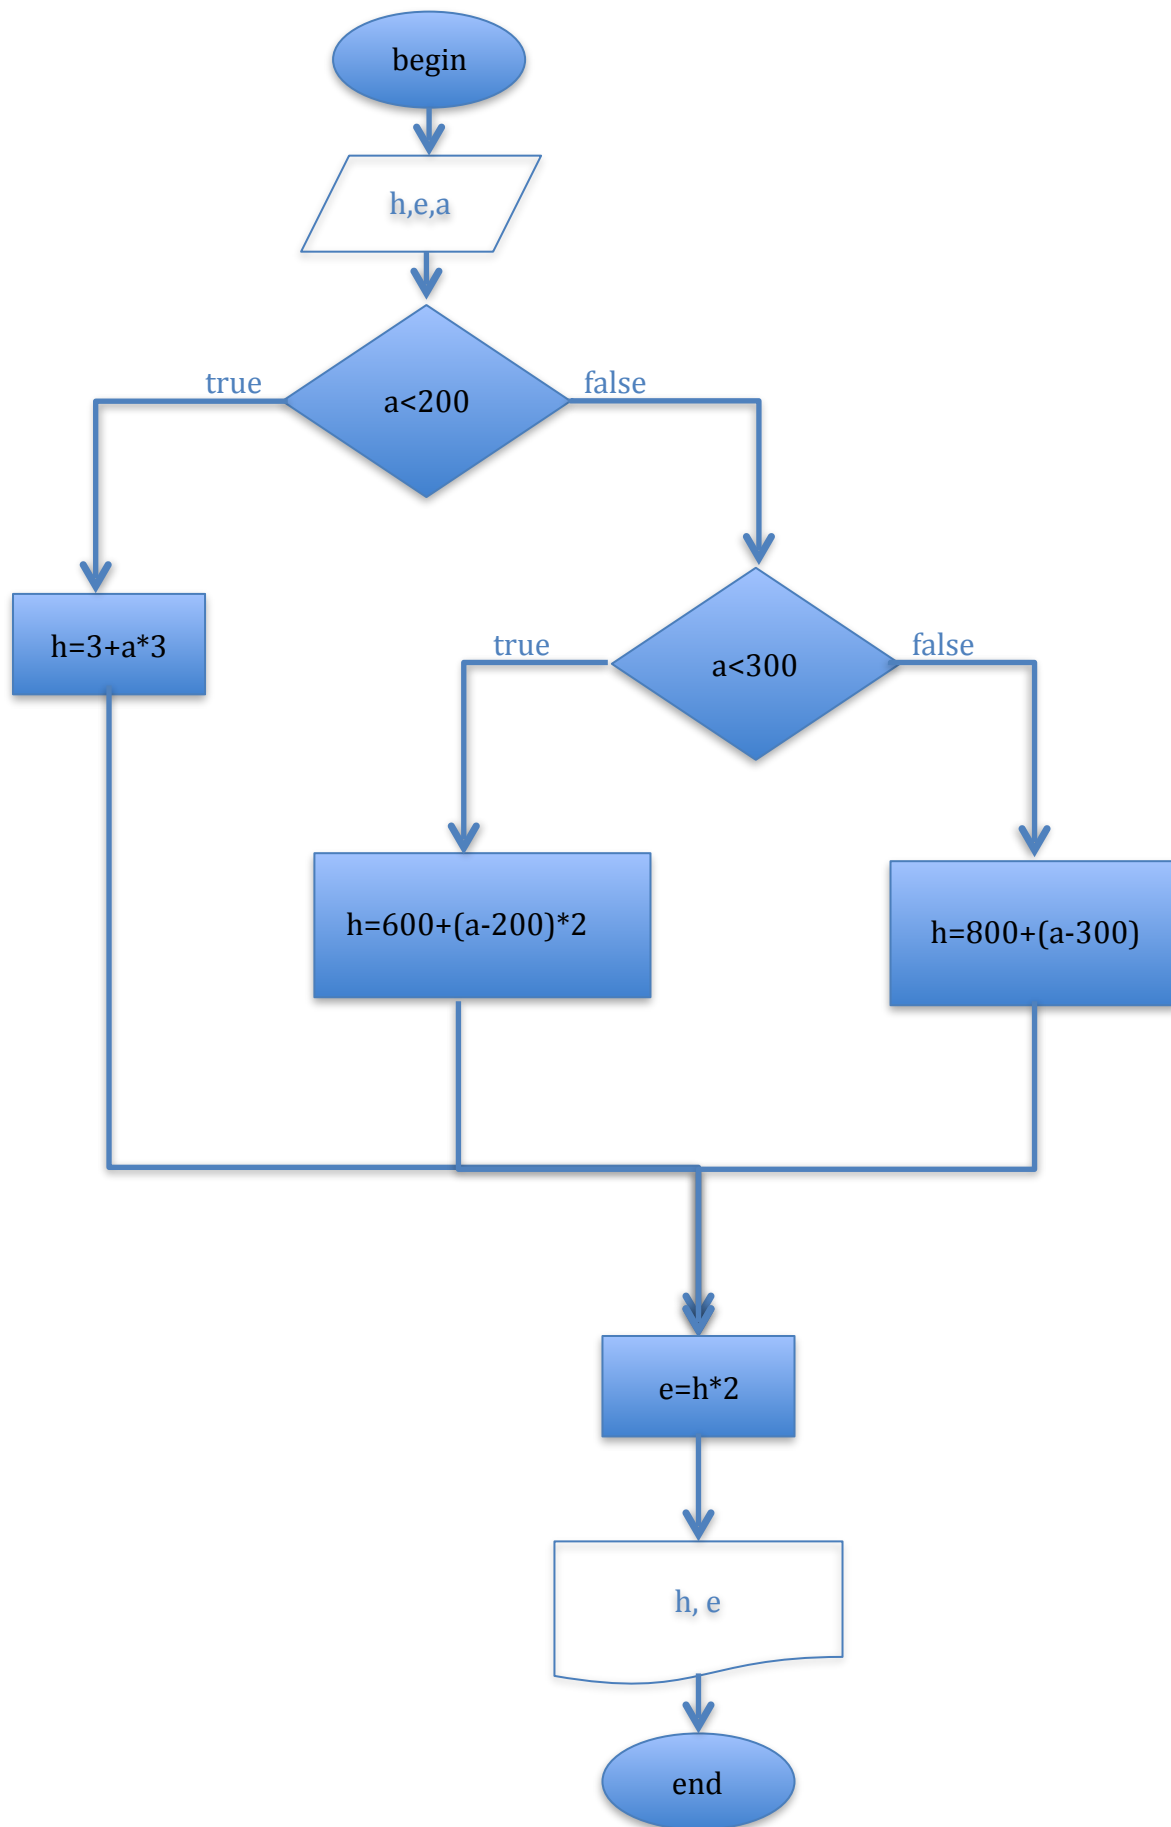 begin
h,e,a
true
false
a<200
h=3+a*3
true
false
a<300
h=600+(a-200)*2
h=800+(a-300)
e=h*2
h, e
end